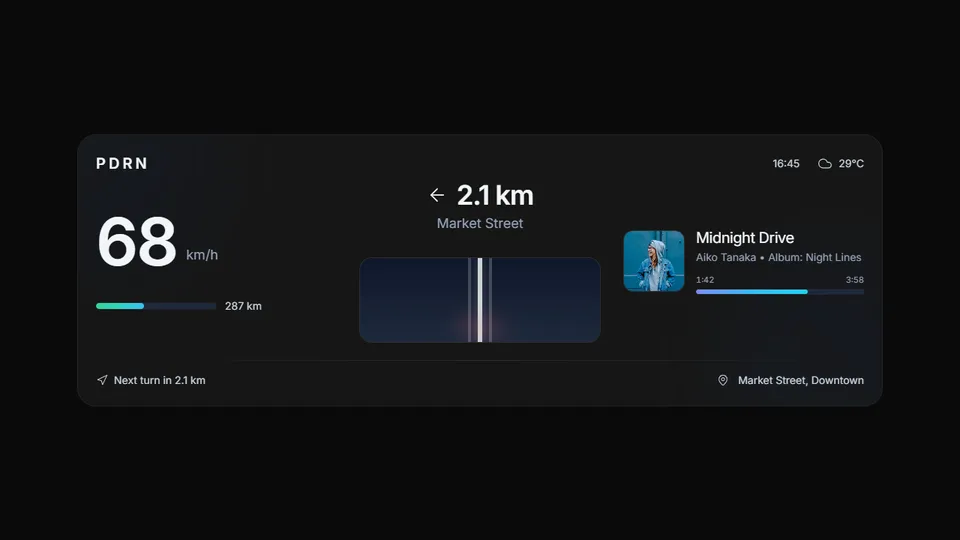 PDRN
16:45
29°C
2.1 km
Market Street
68 km/h
287 km
Midnight Drive
Aiko Tanaka • Album: Night Lines
1:42
3:58
Next turn in 2.1 km
Market Street, Downtown